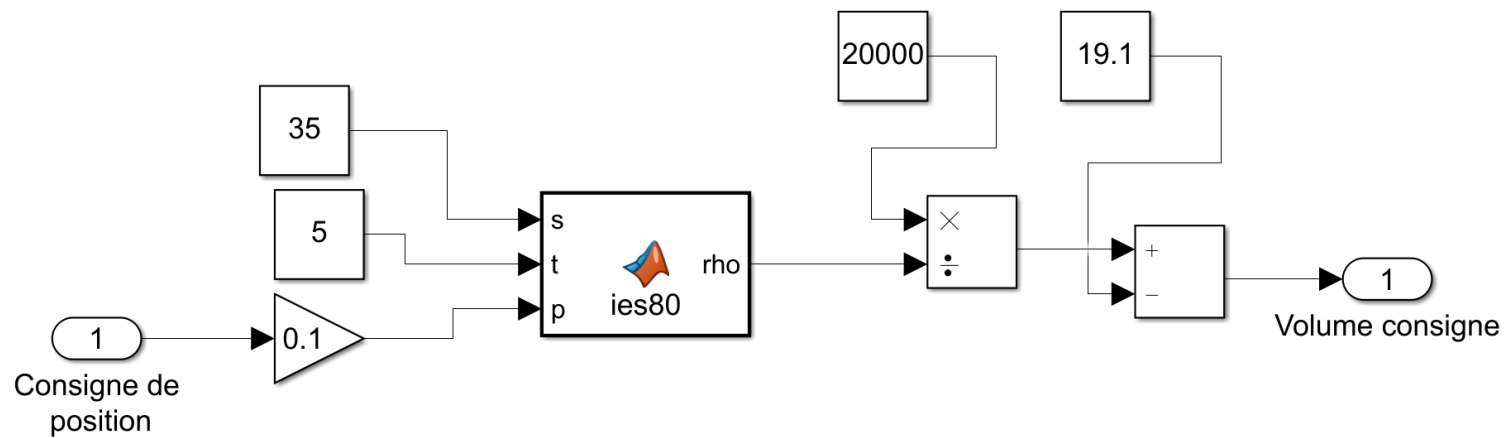 20000
19.1
35
5
s
t
p
rho
ies80
×
÷
+
−
1
Consigne de
position
0.1
1
Volume consigne